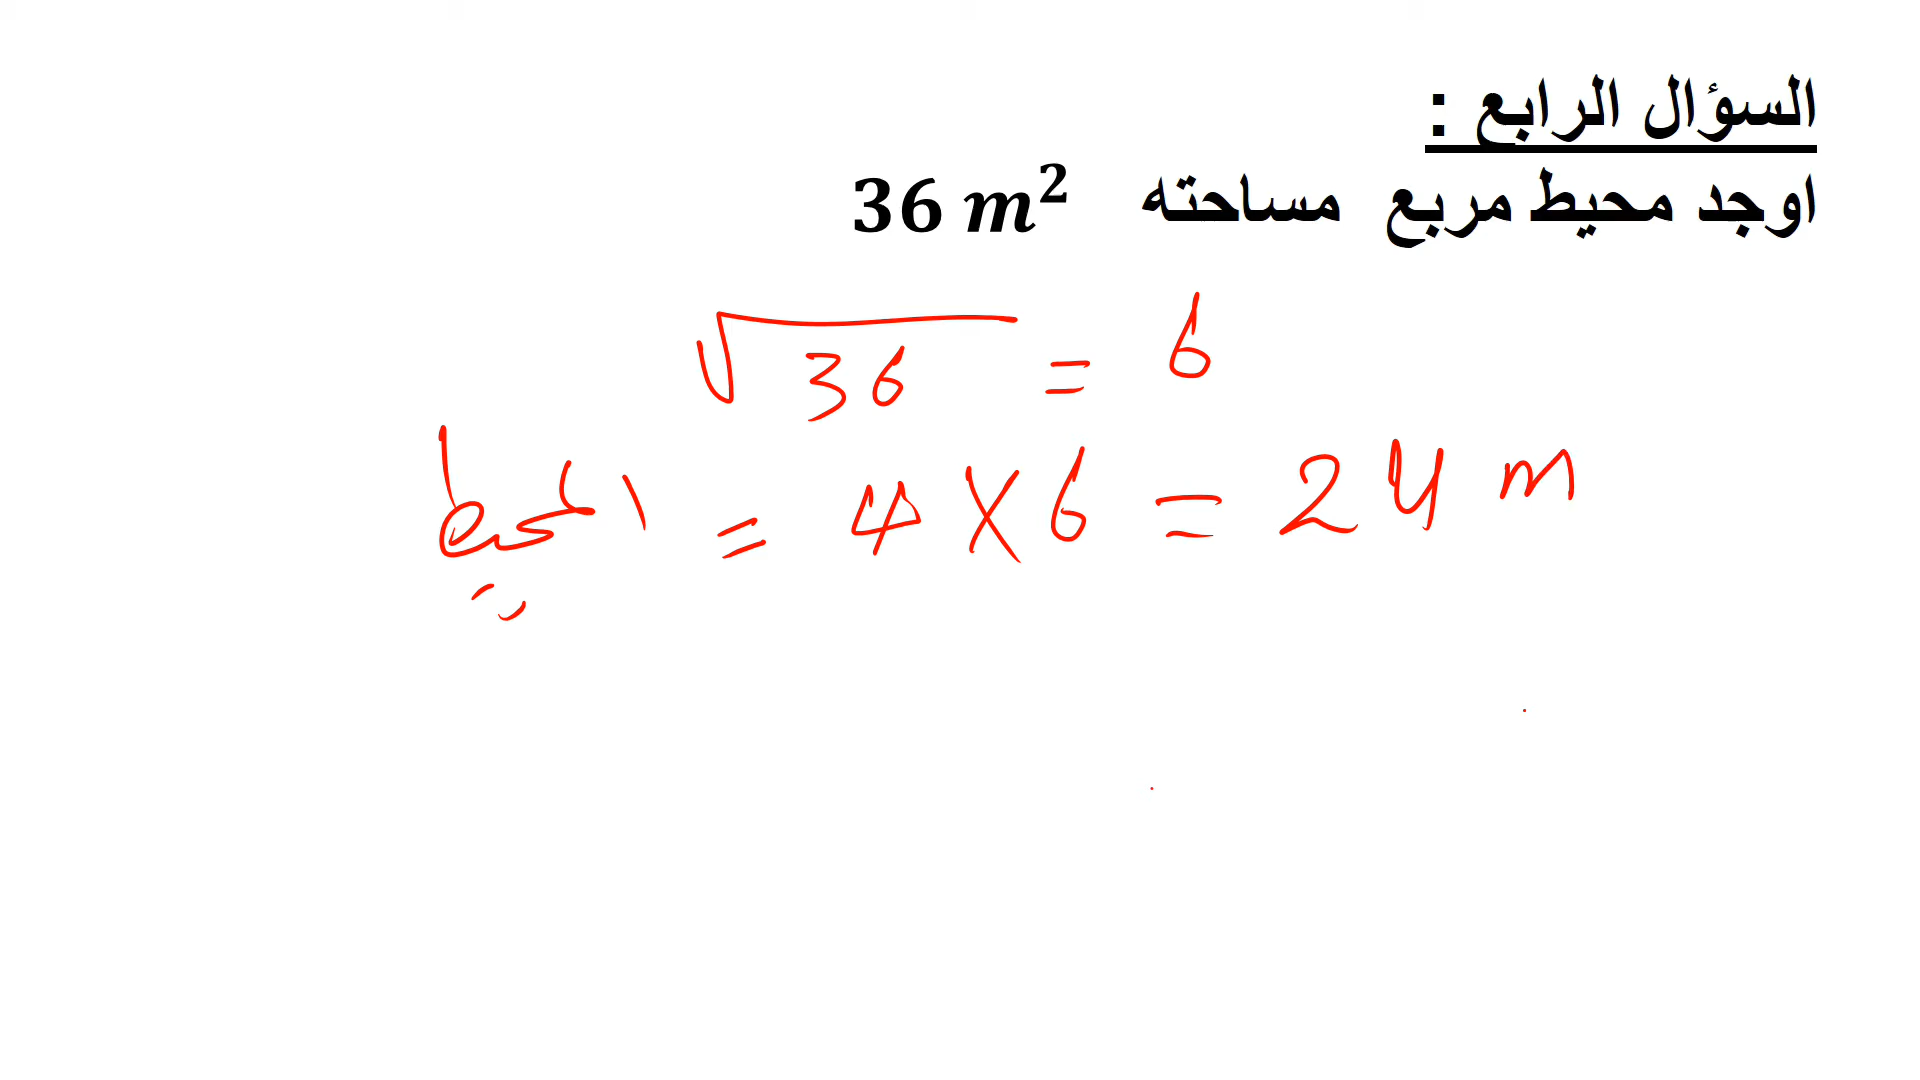 السؤال الرابع :
اوجد محيط مربع مساحته 36 m²
√36 = 6
المحيط = 4 × 6 = 24 m